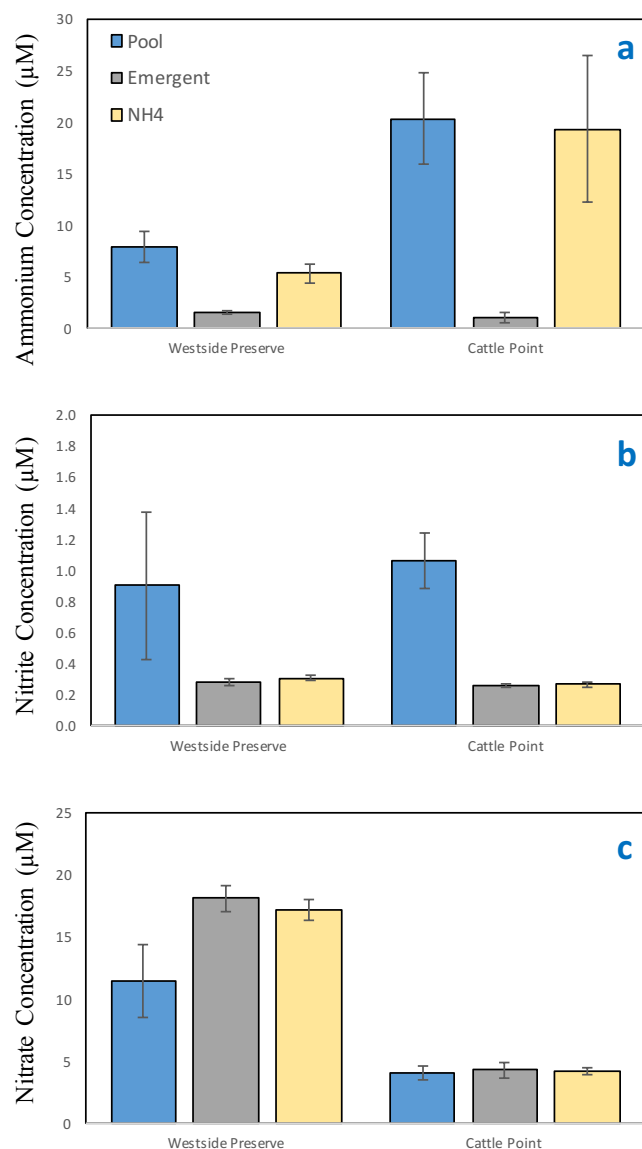 Ammonium Concentration (µM)
30
25
20
15
10
5
0
Pool
Emergent
NH4
a
Westside Preserve
Cattle Point
Nitrite Concentration (µM)
2.0
1.8
1.6
1.4
1.2
1.0
0.8
0.6
0.4
0.2
0.0
b
Westside Preserve
Cattle Point
Nitrate Concentration (µM)
25
20
15
10
5
0
c
Westside Preserve
Cattle Point